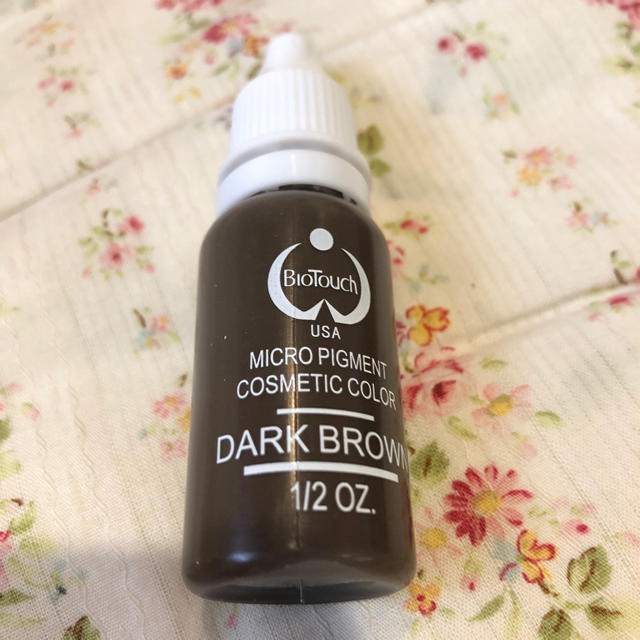 BIOTOUCH
USA
MICRO PIGMENT
COSMETIC COLOR
DARK BROWN
1/2 OZ.